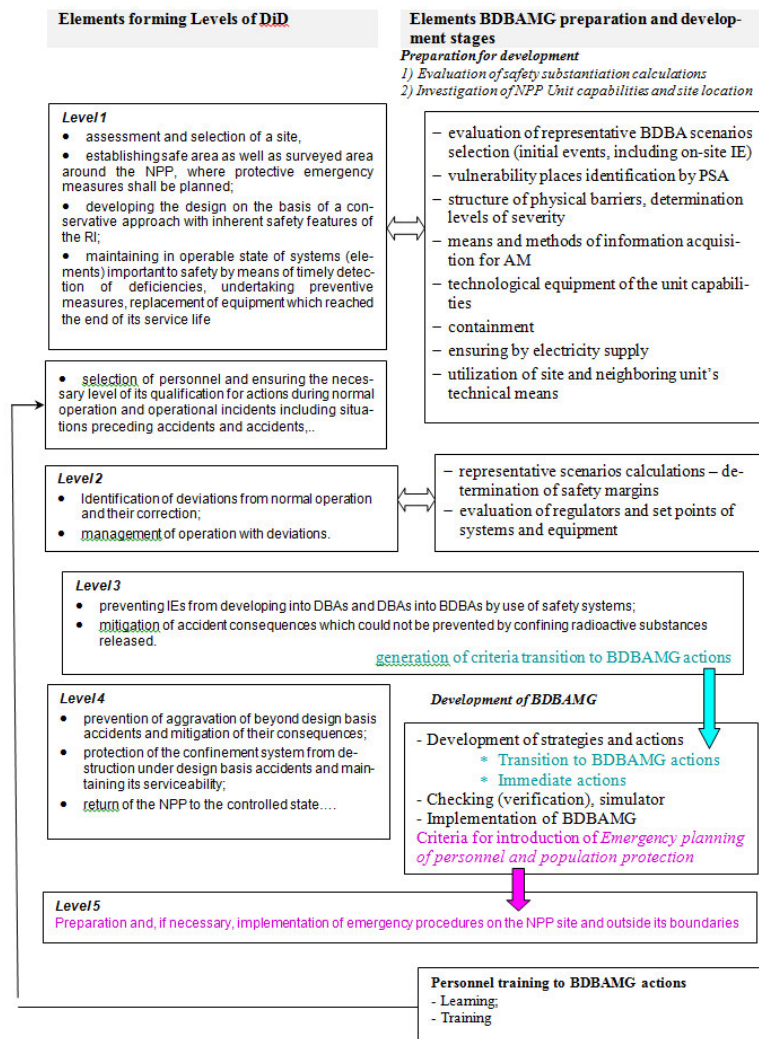 Elements forming Levels of DiD
Elements BDBAMG preparation and develop-
ment stages
Preparation for development
1) Evaluation of safety substantiation calculations
2) Investigation of NPP Unit capabilities and site location
Level 1
• assessment and selection of a site,
• establishing safe area as well as surveyed area
around the NPP, where protective emergency
measures shall be planned;
• developing the design on the basis of a con-
servative approach with inherent safety features of
the RI;
• maintaining in operable state of systems (ele-
ments) important to safety by means of timely detec-
tion of deficiencies, undertaking preventive
measures, replacement of equipment which reached
the end of its service life
– evaluation of representative BDBA scenarios
selection (initial events, including on-site IE)
– vulnerability places identification by PSA
– structure of physical barriers, determination
levels of severity
– means and methods of information acquisi-
tion for AM
– technological equipment of the unit capabili-
ties
– containment
– ensuring by electricity supply
– utilization of site and neighboring unit's
technical means
• selection of personnel and ensuring the neces-
sary level of its qualification for actions during normal
operation and operational incidents including situa-
tions preceding accidents and accidents,..
Level 2
• Identification of deviations from normal operation
and their correction;
• management of operation with deviations.
– representative scenarios calculations – de-
termination of safety margins
– evaluation of regulators and set points of
systems and equipment
Level 3
• preventing IEs from developing into DBAs and DBAs into BDBAs by use of safety systems;
• mitigation of accident consequences which could not be prevented by confining radioactive substances
released.
generation of criteria transition to BDBAMG actions
Level 4
• prevention of aggravation of beyond design basis
accidents and mitigation of their consequences;
• protection of the confinement system from de-
struction under design basis accidents and main-
taining its serviceability;
• return of the NPP to the controlled state….
Development of BDBAMG
- Development of strategies and actions
* Transition to BDBAMG actions
* Immediate actions
- Checking (verification), simulator
- Implementation of BDBAMG
Criteria for introduction of Emergency planning
of personnel and population protection
Level 5
Preparation and, if necessary, implementation of emergency procedures on the NPP site and outside its boundaries
Personnel training to BDBAMG actions
- Learning;
- Training